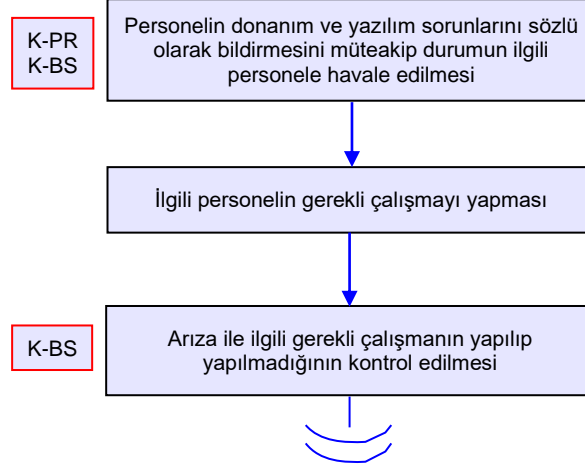 K-PR
K-BS
Personelin donanım ve yazılım sorunlarını sözlü
olarak bildirmesini müteakip durumun ilgili
personele havale edilmesi
İlgili personelin gerekli çalışmayı yapması
K-BS
Arıza ile ilgili gerekli çalışmanın yapılıp
yapılmadığının kontrol edilmesi